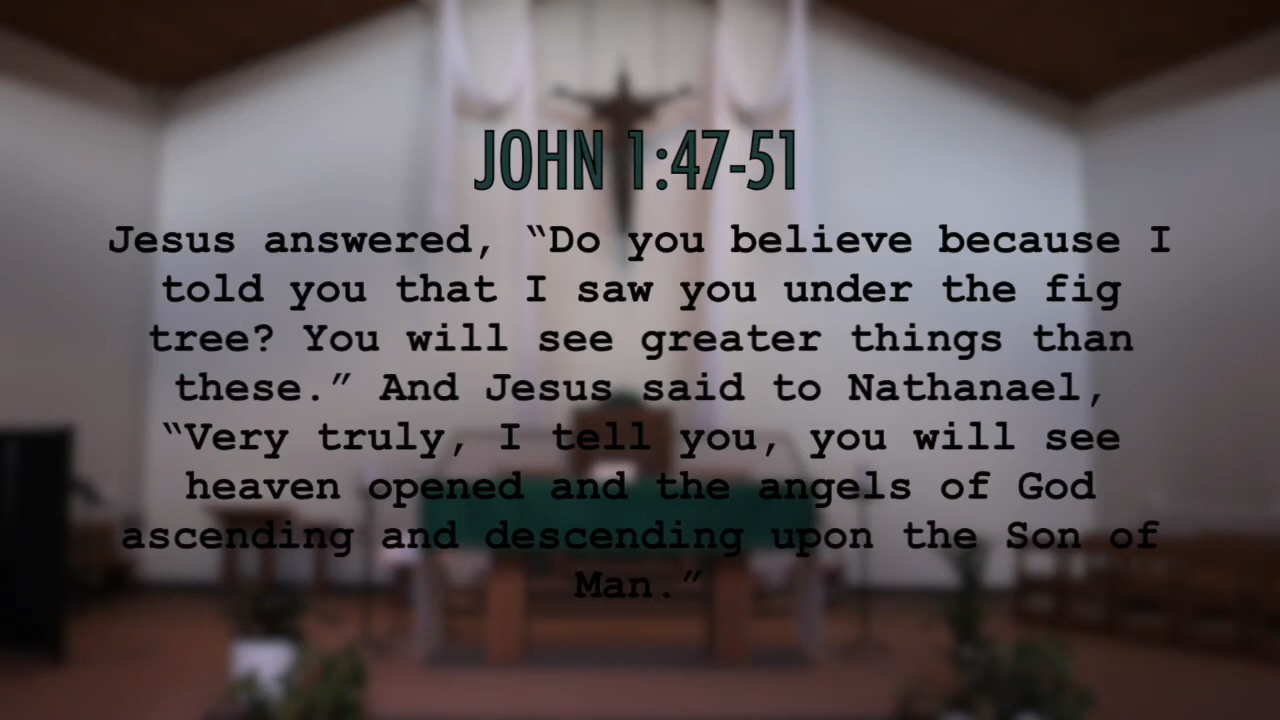 JOHN 1:47-51
Jesus answered, “Do you believe because I
told you that I saw you under the fig
tree? You will see greater things than
these.” And Jesus said to Nathanael,
“Very truly, I tell you, you will see
heaven opened and the angels of God
ascending and descending upon the Son of
Man.”